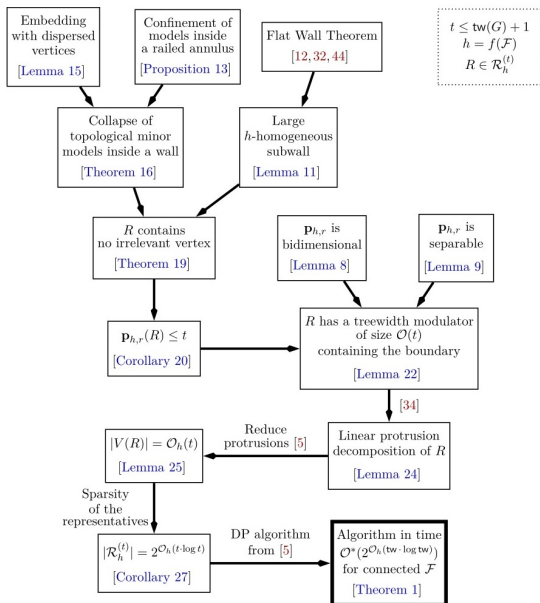 Embedding
with dispersed
vertices
[Lemma 15]
Confinement of
models inside
a railed annulus
[Proposition 13]
Flat Wall Theorem
[12,32,44]
t ≤ tw(G) + 1
h = f(F)
R ∈ R_h^(t)
Collapse of
topological minor
models inside a wall
[Theorem 16]
Large
h-homogeneous
subwall
[Lemma 11]
R contains
no irrelevant vertex
[Theorem 19]
p_h,r is
bidimensional
[Lemma 8]
p_h,r is
separable
[Lemma 9]
p_h,r(R) ≤ t
[Corollary 20]
R has a treewidth modulator
of size O(t)
containing the boundary
[Lemma 22]
[34]
Linear protrusion
decomposition of R
[Lemma 24]
Reduce
protrusions [5]
|V(R)| = O_h(t)
[Lemma 25]
Sparsity
of the
representatives
|R_h^(t)| = 2^O_h(t·log t)
[Corollary 27]
DP algorithm
from [5]
Algorithm in time
O*(2^O_h(tw·log tw))
for connected F
[Theorem 1]